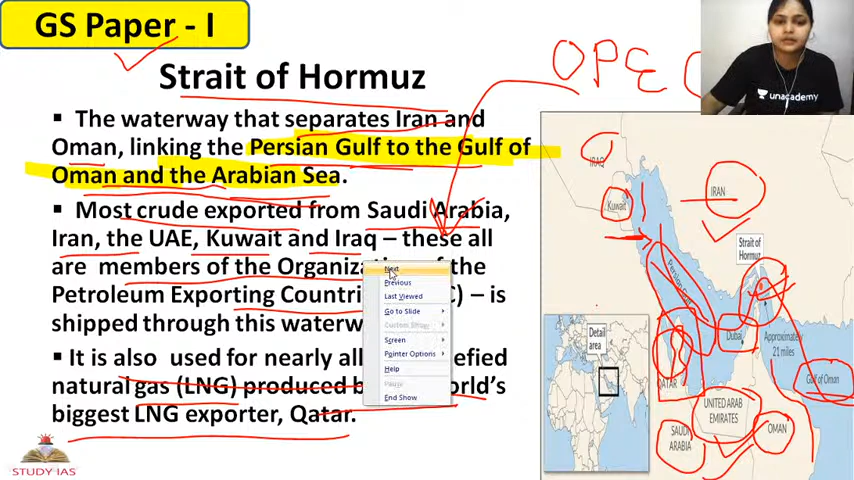 GS Paper - I
OPEC
Strait of Hormuz
unacademy
▪ The waterway that separates Iran and
Oman, linking the Persian Gulf to the Gulf of
Oman and the Arabian Sea.
▪ Most crude exported from Saudi Arabia,
Iran, the UAE, Kuwait and Iraq – these all
are members of the Organiza the
Petroleum Exporting Countri C) – is
shipped through this waterw
▪ It is also used for nearly all efied
natural gas (LNG) produced b orld's
biggest LNG exporter, Qatar.
Next
Previous
Last Viewed
Go to Slide
Custom Show
Screen
Pointer Options
Help
Pause
End Show
IRAQ
IRAN
Kuwait
Strait of
Hormuz
Persian Gulf
Detail
area
Dubai
Approximately
21 miles
QATAR
Gulf of Oman
UNITED ARAB
EMIRATES
SAUDI
ARABIA
OMAN
STUDY IAS